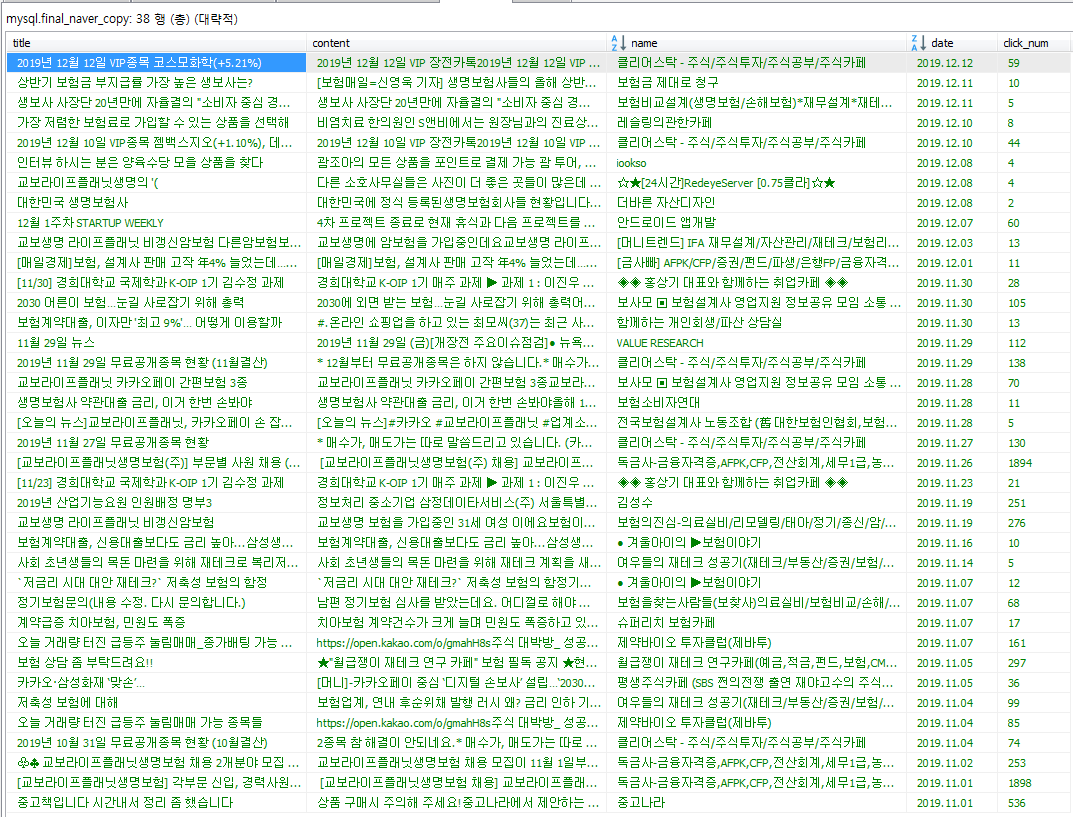 mysql.final_naver_copy: 38 행 (총) (대략적)
title content name date click_num
2019년 12월 12일 VIP종목 코스모화학(+5.21%) 2019년 12월 12일 VIP 장전카톡2019년 12월 12일 VIP ... 클리어스탁 - 주식/주식투자/주식공부/주식카페 2019.12.12 59
상반기 보험금 부지급률 가장 높은 생보사는? [보험매일=신영욱 기자] 생명보험사들의 올해 상반... 보험금 제대로 청구 2019.12.11 10
생보사 사장단 20년만에 자율결의 "소비자 중심 경... 생보사 사장단 20년만에 자율결의 "소비자 중심 경... 보험비교설계(생명보험/손해보험)*재무설계*재테... 2019.12.11 5
가장 저렴한 보험료로 가입할 수 있는 상품을 선택해 비염치료 한의원인 S앤비에서는 원장님과의 진료상... 레슬링의관한카페 2019.12.10 8
2019년 12월 10일 VIP종목 젬백스지오(+1.10%), 데... 2019년 12월 10일 VIP 장전카톡2019년 12월 10일 VIP ... 클리어스탁 - 주식/주식투자/주식공부/주식카페 2019.12.10 44
인터뷰 하시는 분은 양육수당 모을 상품을 찾다 괌조아의 모든 상품을 포인트로 결제 가능 괌 투어, ... iookso 2019.12.08 4
교보라이프플래닛생명의 '( 다른 소호사무실들은 사진이 더 좋은 곳들이 많은데 ... ☆★[24시간]RedeyeServer [0.75클라]☆★ 2019.12.08 4
대한민국 생명보험사 대한민국에 정식 등록된생명보험회사들 현황입니다... 더바른 자산디자인 2019.12.08 2
12월 1주차 STARTUP WEEKLY 4차 프로젝트 종료로 현재 휴식과 다음 프로젝트를 ... 안드로이드 앱개발 2019.12.07 60
교보생명 라이프플래닛 비갱신암보험 다른암보험보... 교보생명에 암보험을 가입중인데요교보생명 라이프... [머니트렌드] IFA 재무설계/자산관리/재테크/보험리... 2019.12.03 13
[매일경제]보험, 설계사 판매 고작 年4% 늘었는데…... [매일경제]보험, 설계사 판매 고작 年4% 늘었는데…... [금사빠] AFPK/CFP/증권/펀드/파생/은행FP/금융자격... 2019.12.01 11
[11/30] 경희대학교 국제학과 K-OIP 1기 김수정 과제 경희대학교 K-OIP 1기 매주 과제 ▶ 과제 1 : 이진우 ... ◈◈ 홍상기 대표와 함께하는 취업카페 ◈◈ 2019.11.30 28
2030 어른이 보험...눈길 사로잡기 위해 총력 2030에 외면 받는 보험...눈길 사로잡기 위해 총력어... 보사모 ▣ 보험설계사 영업지원 정보공유 모임 소통 ... 2019.11.30 105
보험계약대출, 이자만 '최고 9%'… 어떻게 이용할까 #. 온라인 쇼핑업을 하고 있는 최모씨(37)는 최근 사... 함께하는 개인회생/파산 상담실 2019.11.30 13
11월 29일 뉴스 2019년 11월 29일 (금)[개장전 주요이슈점검]● 뉴욕... VALUE RESEARCH 2019.11.29 112
2019년 11월 29일 무료공개종목 현황 (11월결산) * 12월부터 무료공개종목은 하지 않습니다.* 매수가... 클리어스탁 - 주식/주식투자/주식공부/주식카페 2019.11.29 138
교보라이프플래닛 카카오페이 간편보험 3종 교보라이프플래닛 카카오페이 간편보험 3종교보라... 보사모 ▣ 보험설계사 영업지원 정보공유 모임 소통 ... 2019.11.28 70
생명보험사 약관대출 금리, 이거 한번 손봐야 생명보험사 약관대출 금리, 이거 한번 손봐야올해 1... 보험소비자연대 2019.11.28 11
[오늘의 뉴스]교보라이프플래닛, 카카오페이 손 잡... [오늘의 뉴스]#카카오 #교보라이프플래닛 #업계소... 전국보험설계사 노동조합 (舊 대한보험인협회,보험... 2019.11.28 5
2019년 11월 27일 무료공개종목 현황 * 매수가, 매도가는 따로 말씀드리고 있습니다. (카... 클리어스탁 - 주식/주식투자/주식공부/주식카페 2019.11.27 130
[교보라이프플래닛생명보험(주)] 부문별 사원 채용 (... [교보라이프플래닛생명보험(주) 채용] 교보라이프... 독금사-금융자격증,AFPK,CFP,전산회계,세무1급,농... 2019.11.26 1894
[11/23] 경희대학교 국제학과 K-OIP 1기 김수정 과제 경희대학교 K-OIP 1기 매주 과제 ▶ 과제 1 : 이진우 ... ◈◈ 홍상기 대표와 함께하는 취업카페 ◈◈ 2019.11.23 21
2019년 산업기능요원 인원배정 명부3 정보처리 중소기업 삼정데이타서비스(주) 서울특별... 김성수 2019.11.19 251
교보생명 라이프플래닛 비갱신암보험 교보생명 보험을 가입중인 31세 여성 이에요보험이... 보험의진심-의료실비/리모델링/태아/정기/종신/암/... 2019.11.19 276
보험계약대출, 신용대출보다도 금리 높아…삼성생... 보험계약대출, 신용대출보다도 금리 높아…삼성생... ● 겨울아이의 ▶보험이야기 2019.11.16 10
사회 초년생들의 목돈 마련을 위해 재테크로 복리저... 사회 초년생들의 목돈 마련을 위해 재테크 계획을 새... 여우들의 재테크 성공기(재테크/부동산/증권/보험/... 2019.11.14 5
`저금리 시대 대안 재테크?` 저축성 보험의 함정 `저금리 시대 대안 재테크?` 저축성 보험의 함정기... ● 겨울아이의 ▶보험이야기 2019.11.07 12
정기보험문의(내용 수정. 다시 문의합니다.) 남편 정기보험 심사를 받았는데요. 어디껄로 해야 ... 보험을찾는사람들(보찾사)의료실비/보험비교/손해/... 2019.11.07 68
계약급증 치아보험, 민원도 폭증 치아보험 계약건수가 크게 늘며 민원도 폭증하고 있... 슈퍼리치 보험카페 2019.11.07 17
오늘 거래량 터진 급등주 눌림매매_종가배팅 가능 ... https://open.kakao.com/o/gmahH8s주식 대박방_ 성공... 제약바이오 투자클럽(제바투) 2019.11.07 161
보험 상담 좀 부탁드려요!! ★"월급쟁이 재테크 연구 카페" 보험 필독 공지 ★현... 월급쟁이 재테크 연구카페(예금,적금,펀드,보험,CM... 2019.11.05 297
카카오·삼성화재 '맞손'… [머니]-카카오페이 중심 '디지털 손보사' 설립…'2030... 평생주식카페 (SBS 쩐의전쟁 출연 재야고수의 주식... 2019.11.05 36
저축성 보험에 대해 보험업계, 연내 후순위채 발행 러시 왜? 금리 인하 기... 여우들의 재테크 성공기(재테크/부동산/증권/보험/... 2019.11.04 99
오늘 거래량 터진 급등주 눌림매매 가능 종목들 https://open.kakao.com/o/gmahH8s주식 대박방_ 성공... 제약바이오 투자클럽(제바투) 2019.11.04 85
2019년 10월 31일 무료공개종목 현황 (10월결산) 2종목 참 해결이 안되네요.* 매수가, 매도가는 따로 ... 클리어스탁 - 주식/주식투자/주식공부/주식카페 2019.11.04 74
♧♣ 교보라이프플래닛생명보험 채용 2개분야 모집 ... 교보라이프플래닛생명보험 채용 모집이 11월 1일부... 독금사-금융자격증,AFPK,CFP,전산회계,세무1급,농... 2019.11.02 253
[교보라이프플래닛생명보험] 각부문 신입, 경력사원... [교보라이프플래닛생명보험 채용] 교보라이프플래... 독금사-금융자격증,AFPK,CFP,전산회계,세무1급,농... 2019.11.01 1898
중고책입니다 시간내서 정리 좀 했습니다 상품 구매시 주의해 주세요!중고나라에서 제안하는 ... 중고나라 2019.11.01 536